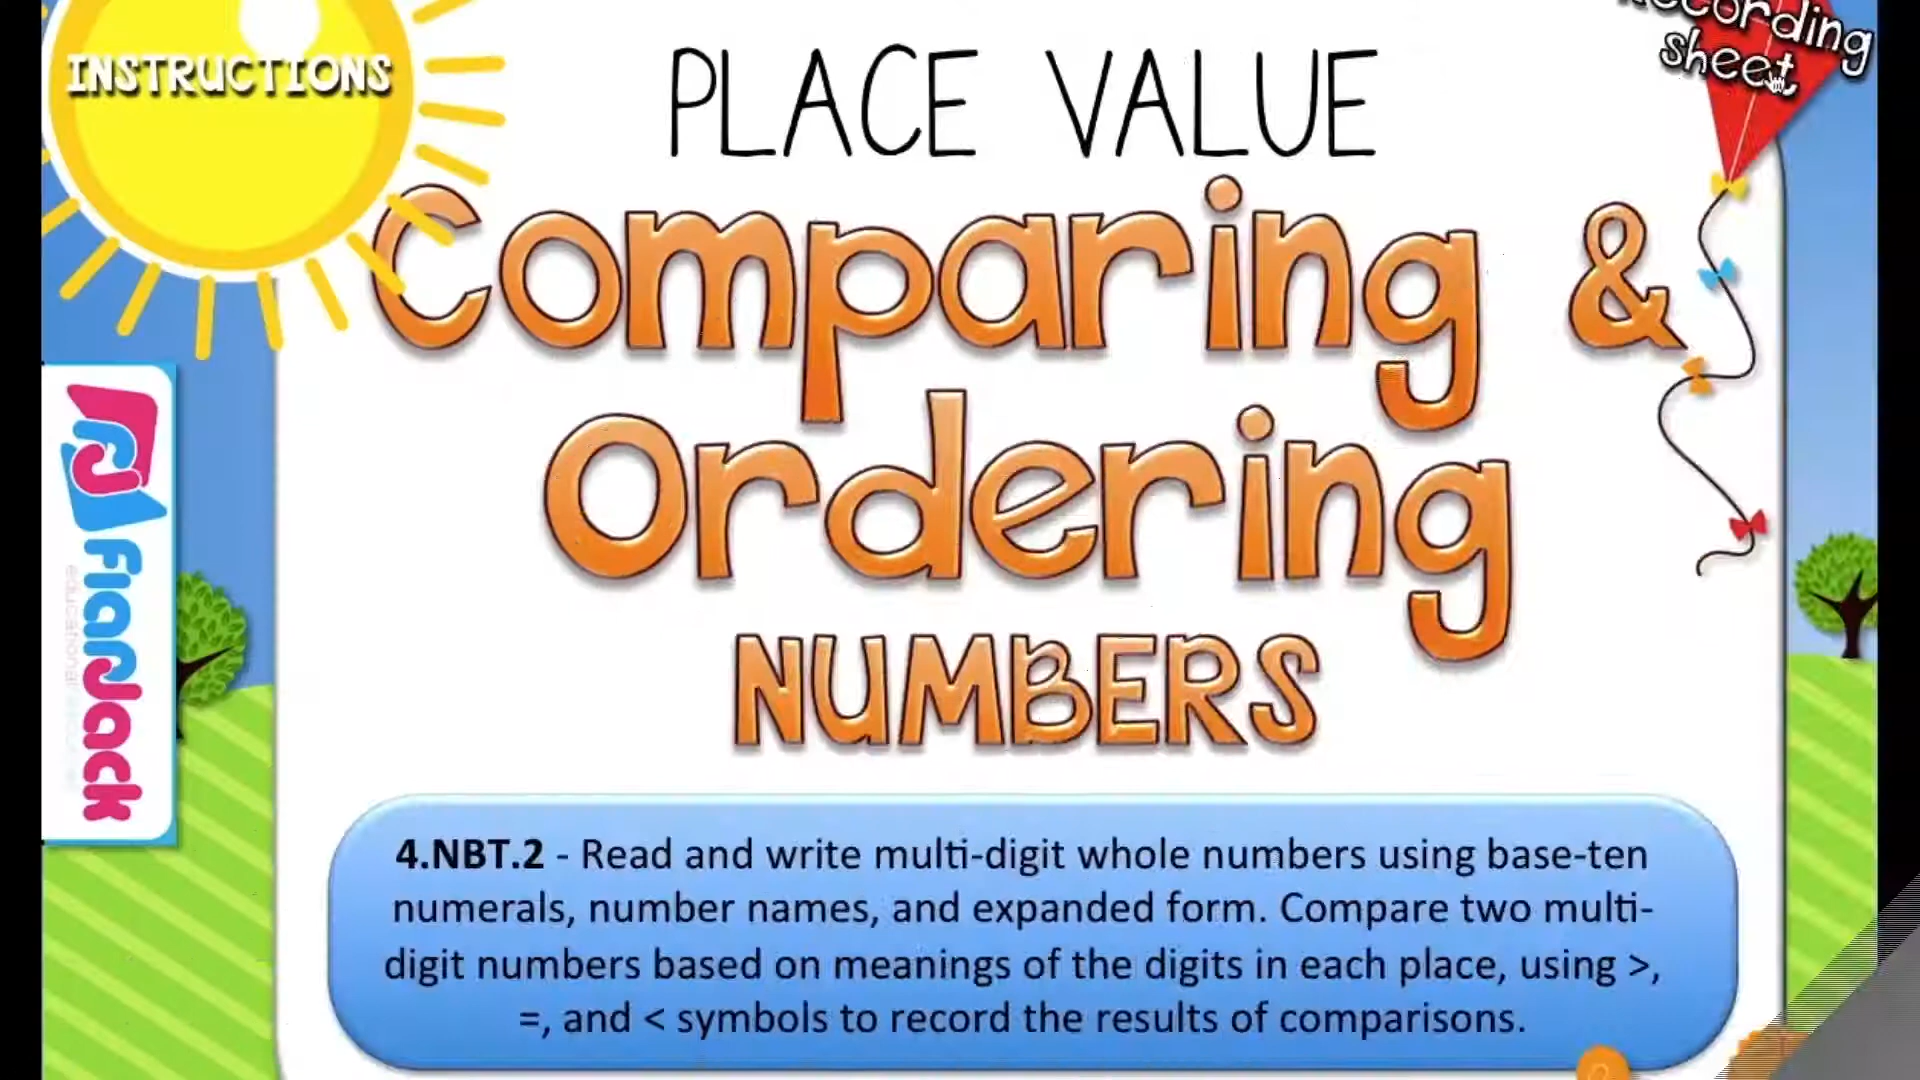 INSTRUCTIONS
Recording
sheet
PLACE VALUE
Comparing &
Ordering
NUMBERS
FlapJack
educational
4.NBT.2 - Read and write multi-digit whole numbers using base-ten
numerals, number names, and expanded form. Compare two multi-
digit numbers based on meanings of the digits in each place, using >,
=, and < symbols to record the results of comparisons.